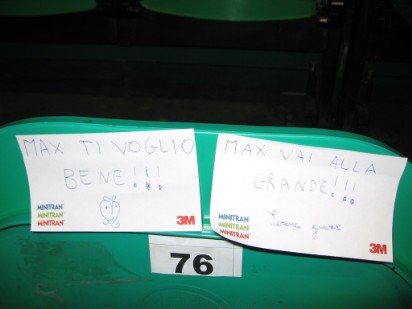 MAX TI VOGLIO
BENE!!!
MINITRAN
MINITRAN
MINITRAN
3M
MAX VAI ALLA
GRANDE!!!
MINITRAN
MINITRAN
MINITRAN
3M
76